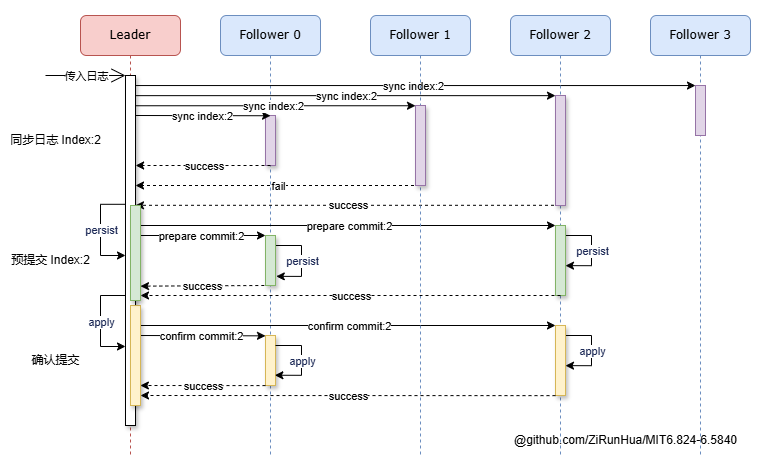 Leader
Follower 0
Follower 1
Follower 2
Follower 3
传入日志
sync index:2
sync index:2
sync index:2
sync index:2
同步日志 Index:2
success
fail
success
persist
prepare commit:2
prepare commit:2
persist
persist
预提交 Index:2
success
success
apply
confirm commit:2
confirm commit:2
apply
apply
确认提交
success
success
@github.com/ZiRunHua/MIT6.824-6.5840